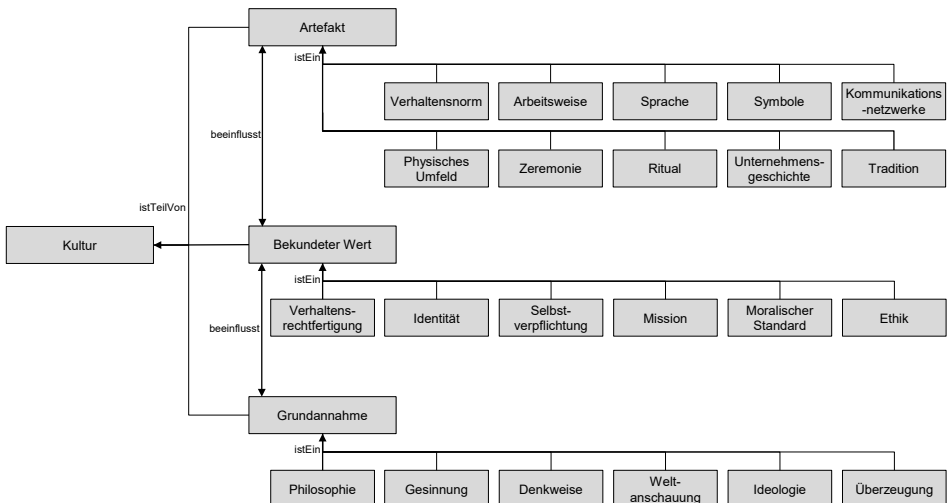 Artefakt
istEin
Verhaltensnorm
Arbeitsweise
Sprache
Symbole
Kommunikations
-netzwerke
beeinflusst
Physisches
Umfeld
Zeremonie
Ritual
Unternehmens-
geschichte
Tradition
istTeilVon
Kultur
Bekundeter Wert
istEin
Verhaltens-
rechtfertigung
Identität
Selbst-
verpflichtung
Mission
Moralischer
Standard
Ethik
beeinflusst
Grundannahme
istEin
Philosophie
Gesinnung
Denkweise
Welt-
anschauung
Ideologie
Überzeugung